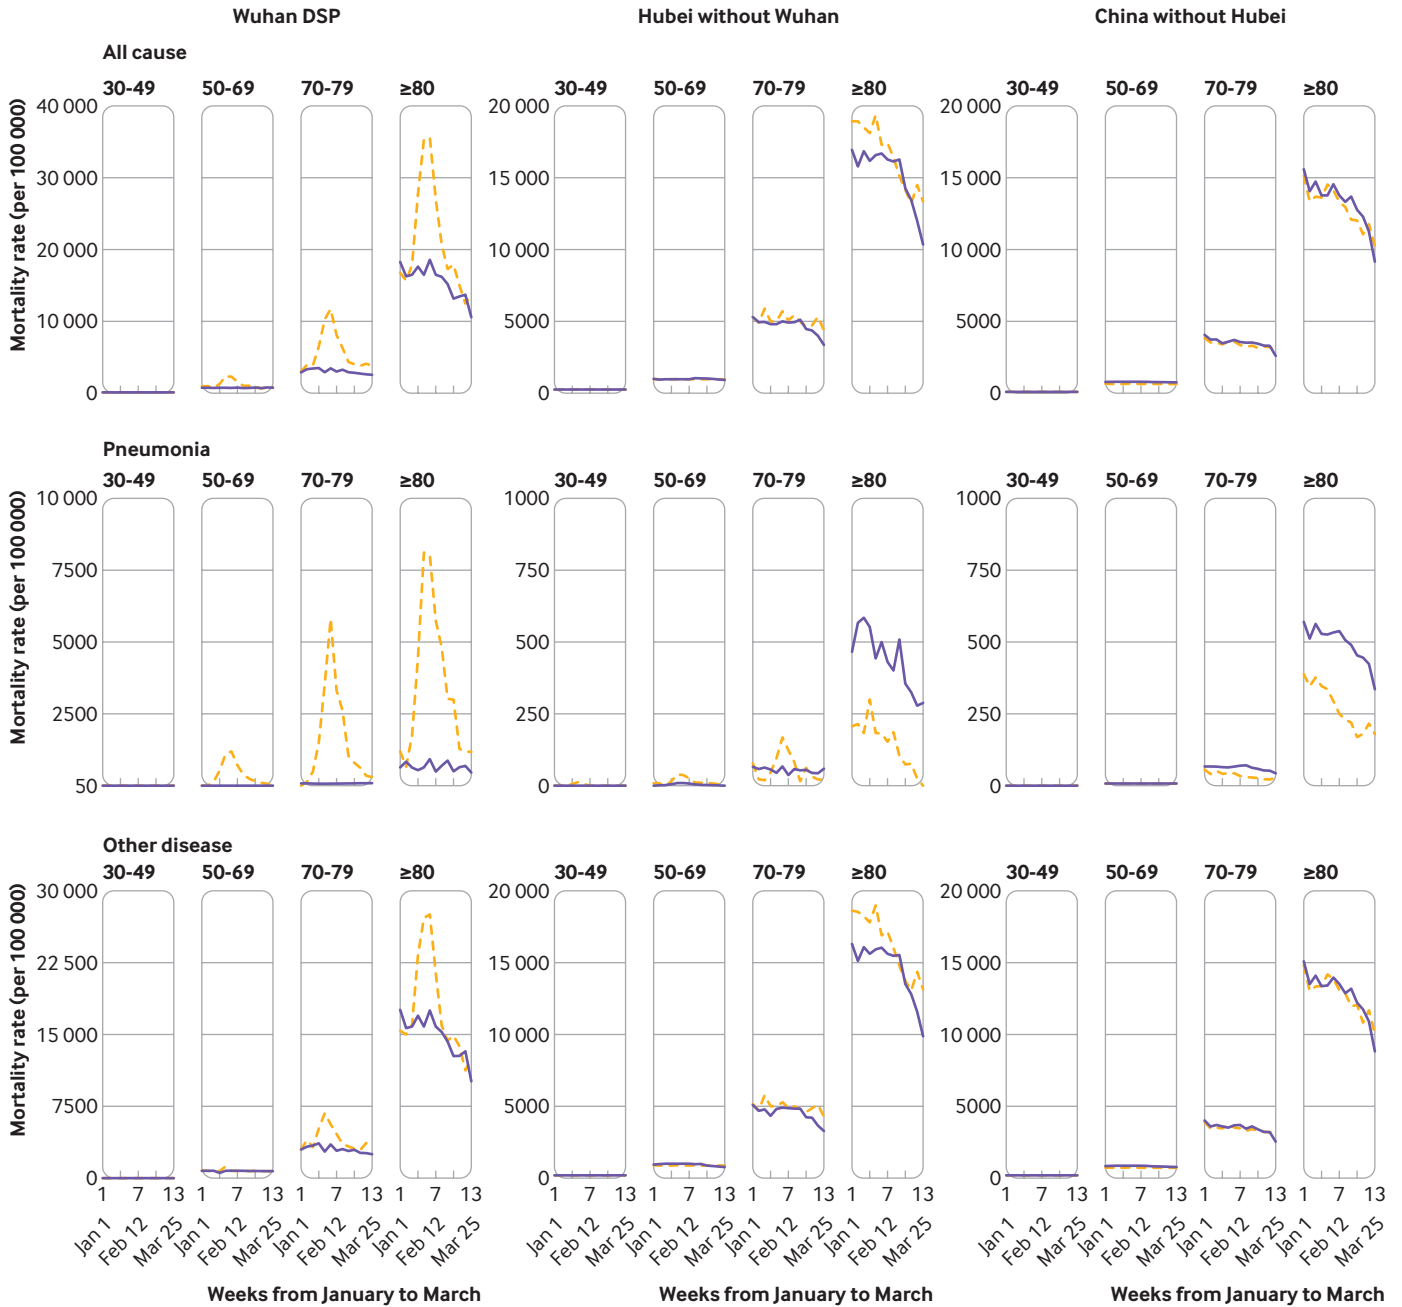 Wuhan DSP Hubei without Wuhan China without Hubei
All cause
30-49 50-69 70-79 ≥80 30-49 50-69 70-79 ≥80 30-49 50-69 70-79 ≥80
Mortality rate (per 100 000)
40 000 20 000 20 000
30 000 15 000 15 000
20 000 10 000 10 000
10 000 5000 5000
0 0 0
Pneumonia
30-49 50-69 70-79 ≥80 30-49 50-69 70-79 ≥80 30-49 50-69 70-79 ≥80
Mortality rate (per 100 000)
10 000 1000 1000
7500 750 750
5000 500 500
2500 250 250
50 0 0
Other disease
30-49 50-69 70-79 ≥80 30-49 50-69 70-79 ≥80 30-49 50-69 70-79 ≥80
Mortality rate (per 100 000)
30 000 20 000 20 000
22 500 15 000 15 000
15 000 10 000 10 000
7500 5000 5000
0 0 0
1 7 13 1 7 13 1 7 13 1 7 13 1 7 13 1 7 13 1 7 13 1 7 13 1 7 13 1 7 13 1 7 13 1 7 13
Jan 1 Feb 12 Mar 25 Jan 1 Feb 12 Mar 25 Jan 1 Feb 12 Mar 25 Jan 1 Feb 12 Mar 25 Jan 1 Feb 12 Mar 25 Jan 1 Feb 12 Mar 25 Jan 1 Feb 12 Mar 25 Jan 1 Feb 12 Mar 25 Jan 1 Feb 12 Mar 25 Jan 1 Feb 12 Mar 25 Jan 1 Feb 12 Mar 25 Jan 1 Feb 12 Mar 25
Weeks from January to March Weeks from January to March Weeks from January to March